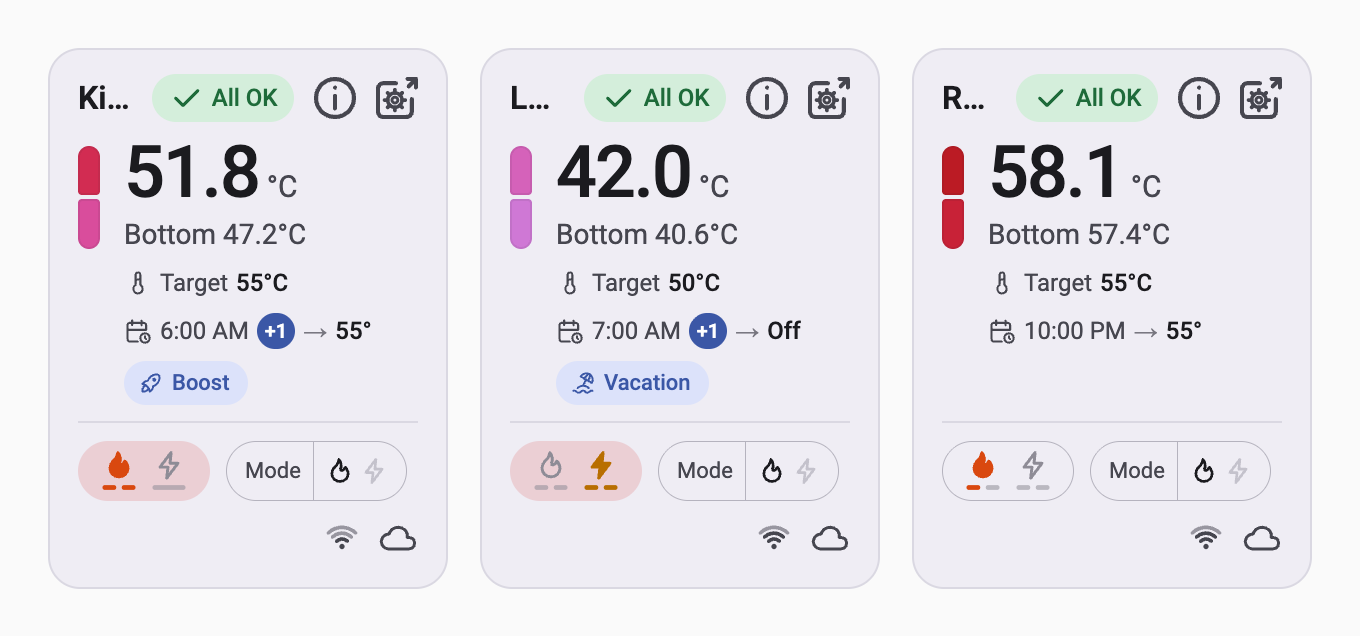 Ki... All OK
51.8 °C
Bottom 47.2°C
Target 55°C
6:00 AM +1 → 55°
Boost
Mode
L... All OK
42.0 °C
Bottom 40.6°C
Target 50°C
7:00 AM +1 → Off
Vacation
Mode
R... All OK
58.1 °C
Bottom 57.4°C
Target 55°C
10:00 PM → 55°
Mode